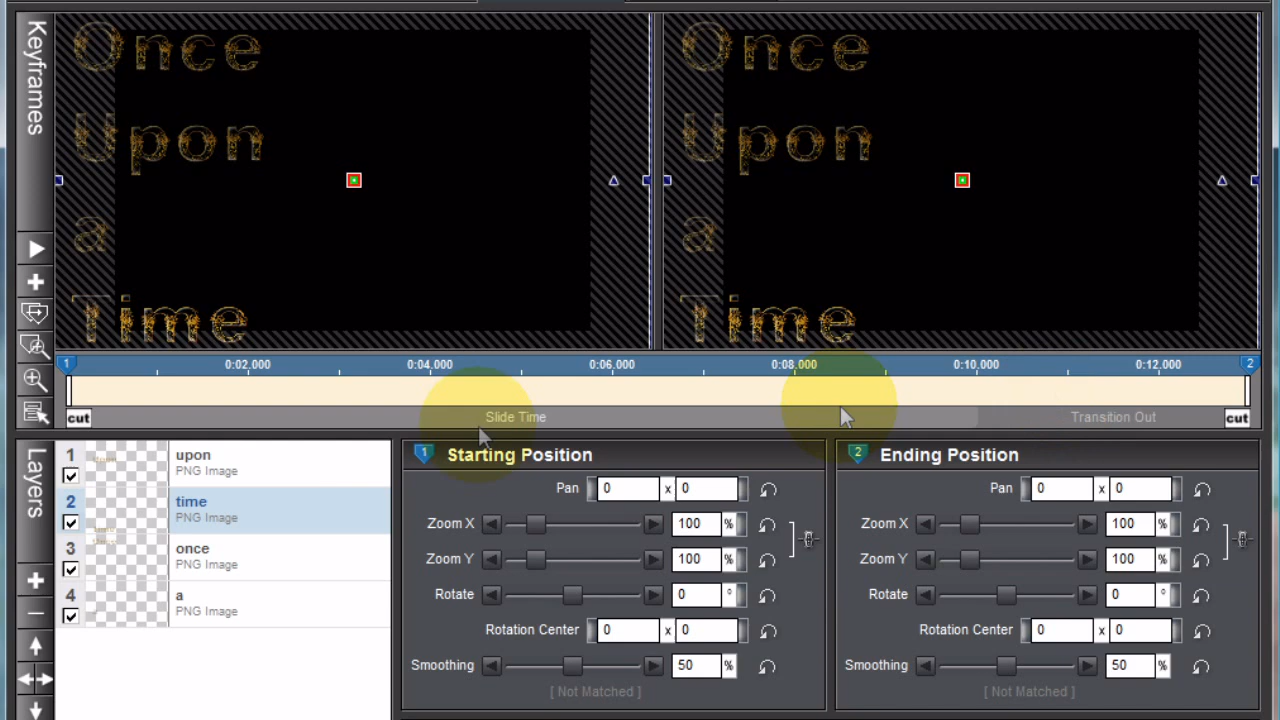 Keyframes
Once
Upon
a
Time
Once
Upon
a
Time
1 0:02.000 0:04.000 0:06.000 0:08.000 0:10.000 0:12.000 2
cut Slide Time Transition Out cut
Layers
1 upon
PNG Image
2 time
PNG Image
3 once
PNG Image
4 a
PNG Image
1 Starting Position
Pan 0 x 0
Zoom X 100 %
Zoom Y 100 %
Rotate 0 °
Rotation Center 0 x 0
Smoothing 50 %
[ Not Matched ]
2 Ending Position
Pan 0 x 0
Zoom X 100 %
Zoom Y 100 %
Rotate 0 °
Rotation Center 0 x 0
Smoothing 50 %
[ Not Matched ]